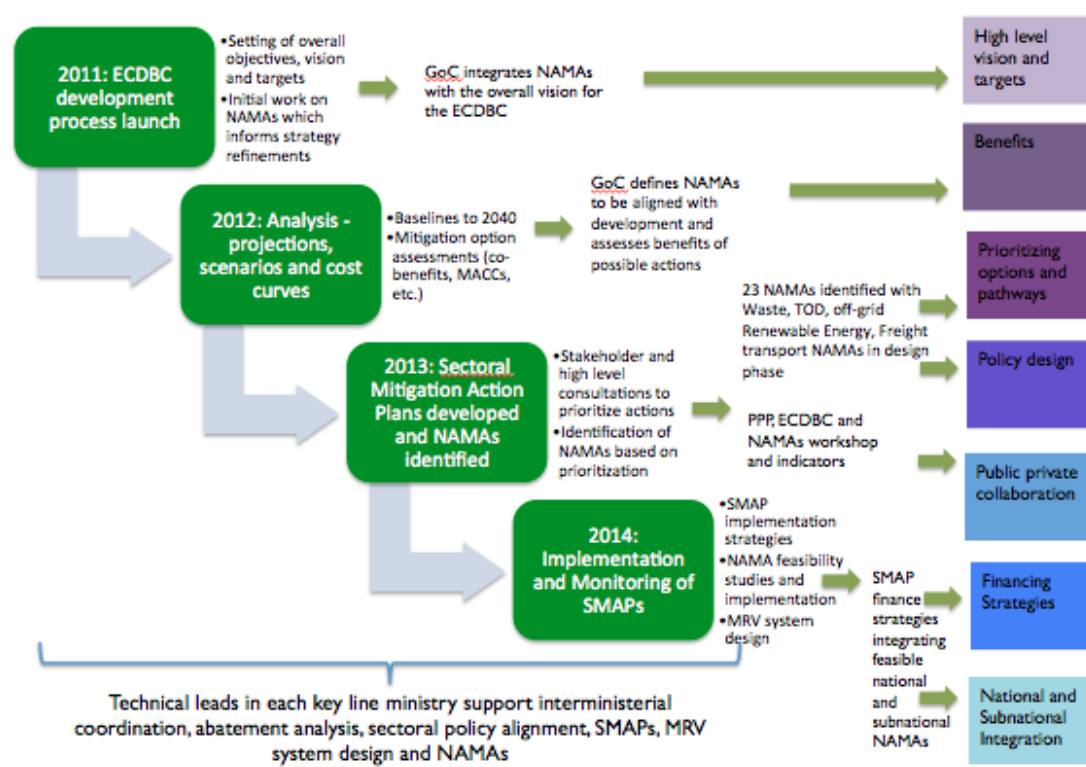 2011: ECDBC
development
process launch
•Setting of overall
objectives, vision
and targets
•Initial work on
NAMAs which
informs strategy
refinements
GoC integrates NAMAs
with the overall vision for
the ECDBC
High level
vision and
targets
Benefits
2012: Analysis -
projections,
scenarios and cost
curves
•Baselines to 2040
•Mitigation option
assessments (co-
benefits, MACCs,
etc.)
GoC defines NAMAs
to be aligned with
development and
assesses benefits of
possible actions
Prioritizing
options and
pathways
2013: Sectoral
Mitigation Action
Plans developed
and NAMAs
identified
•Stakeholder and
high level
consultations to
prioritize actions
•Identification of
NAMAs based on
prioritization
23 NAMAs identified with
Waste, TOD, off-grid
Renewable Energy, Freight
transport NAMAs in design
phase
Policy design
PPP, ECDBC and
NAMAs workshop
and indicators
Public private
collaboration
2014:
Implementation
and Monitoring of
SMAPs
•SMAP
implementation
strategies
•NAMA feasibility
studies and
implementation
•MRV system
design
SMAP
finance
strategies
integrating
feasible
national
and
subnational
NAMAs
Financing
Strategies
National and
Subnational
Integration
Technical leads in each key line ministry support interministerial
coordination, abatement analysis, sectoral policy alignment, SMAPs, MRV
system design and NAMAs